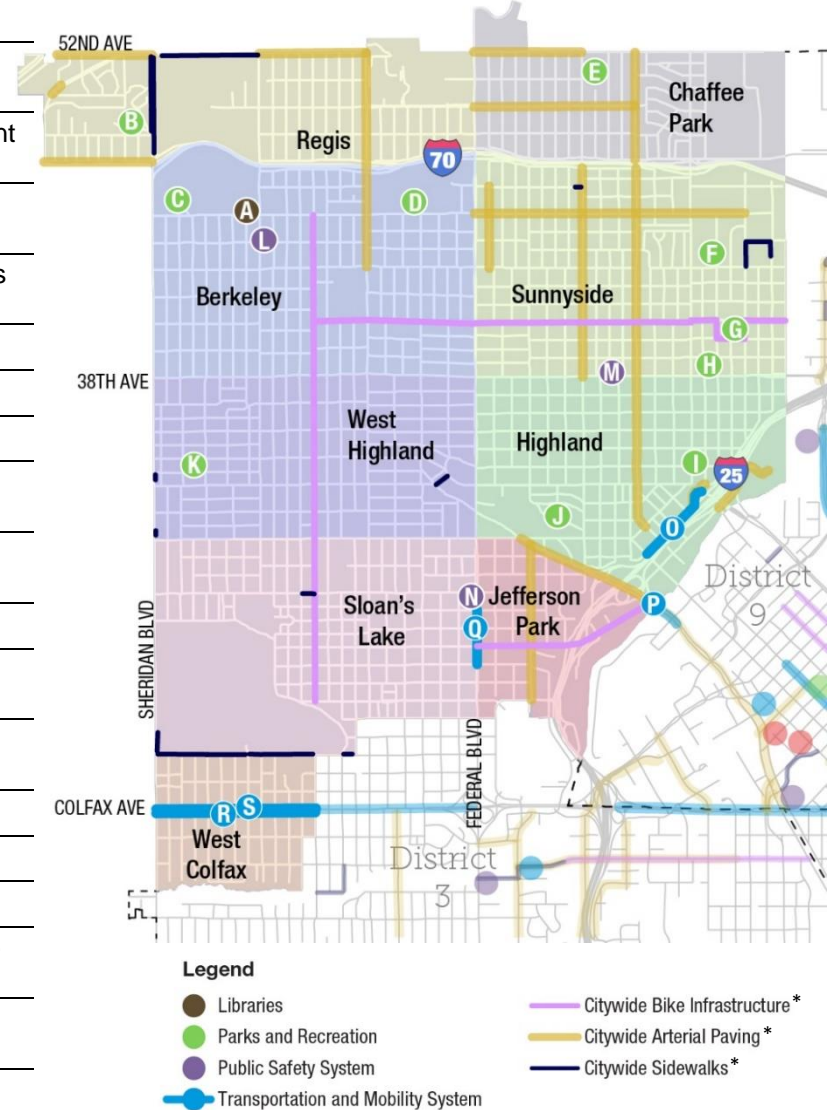 52ND AVE
E
Chaffee
Park
B
nt
Regis
70
C
A
D
L
F
s
Berkeley
Sunnyside
G
H
M
38TH AVE
West
Highland
Highland
K
I
25
J
O
District
9
N
Jefferson
Park
P
Sloan's
Lake
Q
SHERIDAN BLVD
FEDERAL BLVD
COLFAX AVE
R
S
West
Colfax
District
3
Legend
Libraries
Parks and Recreation
Public Safety System
Transportation and Mobility System
Citywide Bike Infrastructure*
Citywide Arterial Paving*
Citywide Sidewalks*